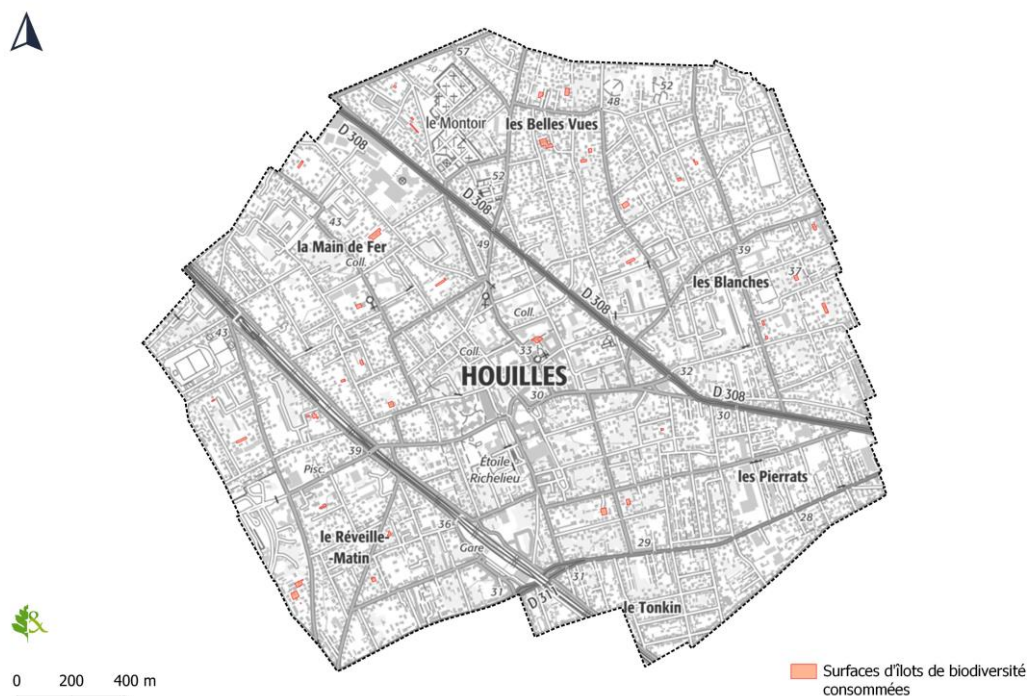 57
52
48
le Montoir
les Belles Vues
D 308
52
D 308
43
49
la Main de Fer
Coll.
39
les Blanches
37
D 308
Coll.
43
33
Coll.
HOUILLES
32
30
D 308
30
39
Pisc.
Étoile
Richelieu
les Pierrats
36
28
le Réveille-
-Matin
Gare
29
31
31
D 311
le Tonkin
&
0 200 400 m
Surfaces d'îlots de biodiversité
consommées